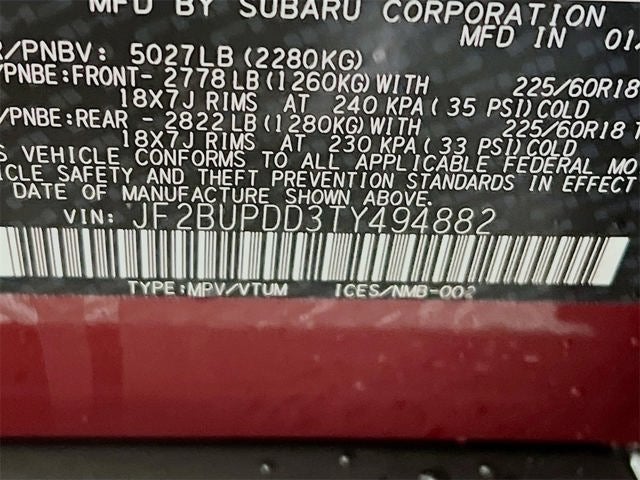 MFD BY SUBARU CORPORATION
MFD IN 01
R/PNBV: 5027LB (2280KG)
/PNBE:FRONT- 2778 LB (1260KG) WITH 225/60R18
18X7J RIMS AT 240 KPA ( 35 PSI) COLD
/PNBE:REAR - 2822 LB (1280KG) WITH 225/60R18
18X7J RIMS AT 230 KPA ( 33 PSI) COLD
S VEHICLE CONFORMS TO ALL APPLICABLE FEDERAL MO
ICLE SAFETY AND THEFT PREVENTION STANDARDS IN EFFECT
DATE OF MANUFACTURE SHOWN ABOVE.
VIN: JF2BUPDD3TY494882
TYPE:MPV/VTUM ICES/NMB-002